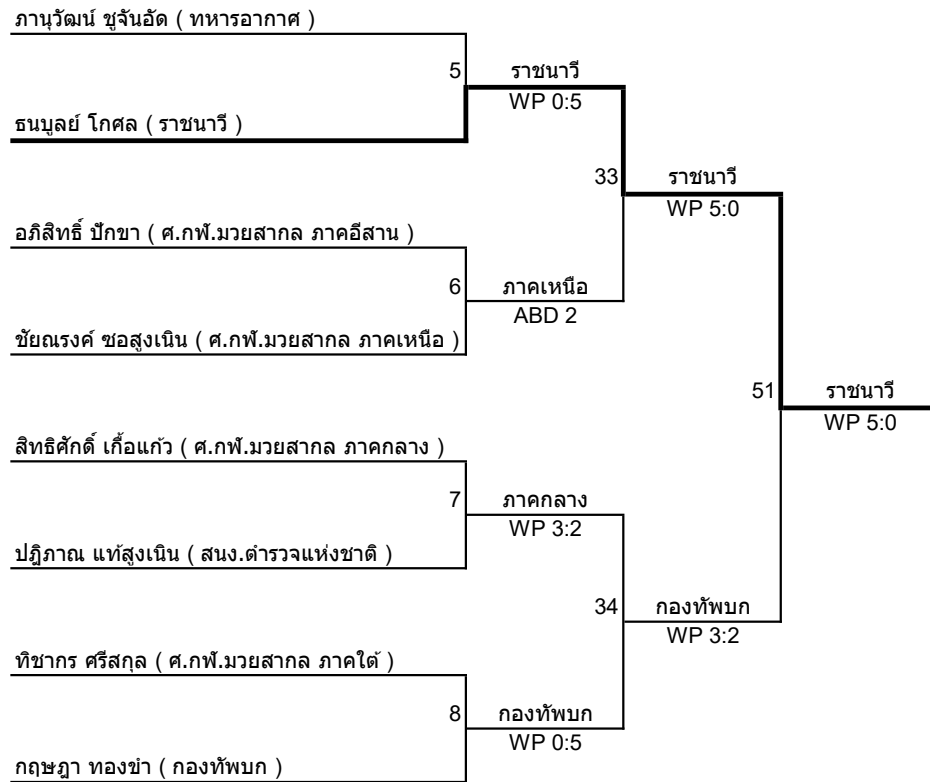 ภานุวัฒน์ ชูจันอัด ( ทหารอากาศ )
5 ราชนาวี
WP 0:5
ธนบูลย์ โกศล ( ราชนาวี )
33 ราชนาวี
WP 5:0
อภิสิทธิ์ ปักขา ( ศ.กฬ.มวยสากล ภาคอีสาน )
6 ภาคเหนือ
ABD 2
ชัยณรงค์ ซอสูงเนิน ( ศ.กฬ.มวยสากล ภาคเหนือ )
51 ราชนาวี
WP 5:0
สิทธิศักดิ์ เกื้อแก้ว ( ศ.กฬ.มวยสากล ภาคกลาง )
7 ภาคกลาง
WP 3:2
ปฎิภาณ แท้สูงเนิน ( สนง.ตำรวจแห่งชาติ )
34 กองทัพบก
WP 3:2
ทิชากร ศรีสกุล ( ศ.กฬ.มวยสากล ภาคใต้ )
8 กองทัพบก
WP 0:5
กฤษฎา ทองขำ ( กองทัพบก )